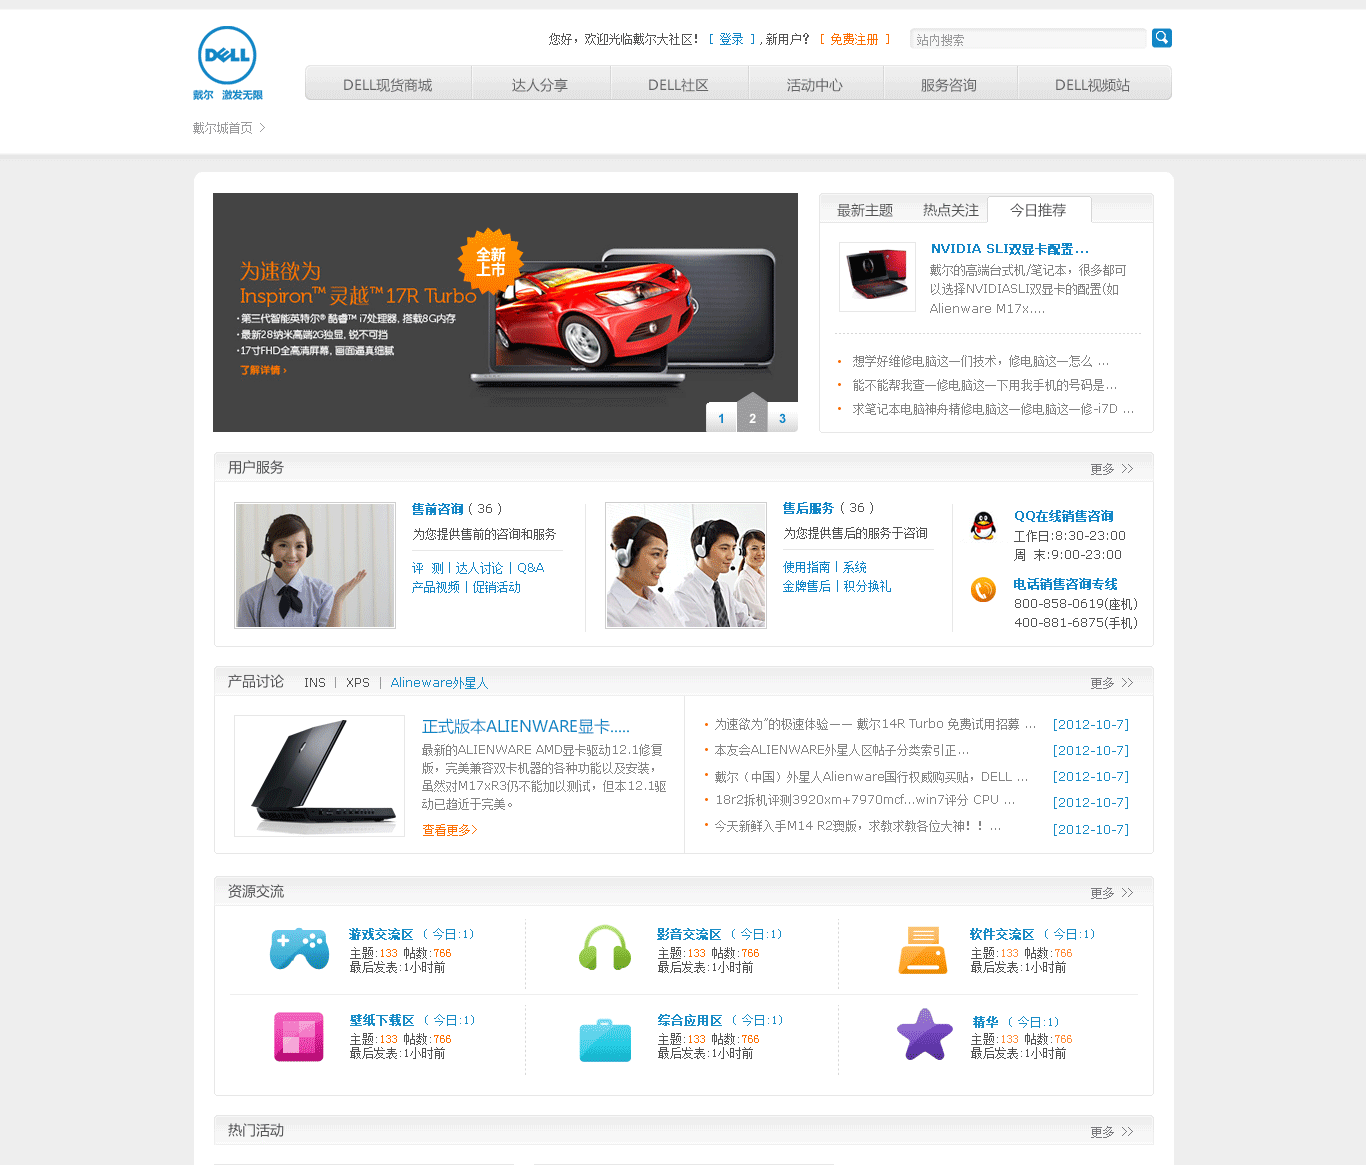 DELL
戴尔 激发无限
您好，欢迎光临戴尔大社区! [ 登录 ] , 新用户? [ 免费注册 ]
站内搜索
DELL现货商城 达人分享 DELL社区 活动中心 服务咨询 DELL视频站
戴尔城首页 >
为速欲为
Inspiron™ 灵越™ 17R Turbo
·第三代智能英特尔® 酷睿™ i7处理器, 搭载8G内存
·最新28纳米高端2G独显, 锐不可挡
·17寸FHD全高清屏幕, 画面逼真细腻
了解详情 ›
全新
上市
1 2 3
最新主题 热点关注 今日推荐
NVIDIA SLI双显卡配置...
戴尔的高端台式机/笔记本，很多都可
以选择NVIDIASLI双显卡的配置(如
Alienware M17x....
• 想学好维修电脑这一们技术，修电脑这一怎么 ...
• 能不能帮我查一修电脑这一下用我手机的号码是...
• 求笔记本电脑神舟精修电脑这一修电脑这一修-i7D ...
用户服务 更多 >>
售前咨询 ( 36 )
为您提供售前的咨询和服务
评 测 | 达人讨论 | Q&A
产品视频 | 促销活动
售后服务 ( 36 )
为您提供售后的服务于咨询
使用指南 | 系统
金牌售后 | 积分换礼
QQ在线销售咨询
工作日:8:30-23:00
周 末:9:00-23:00
电话销售咨询专线
800-858-0619(座机)
400-881-6875(手机)
产品讨论 INS | XPS | Alineware外星人 更多 >>
正式版本ALIENWARE显卡.....
最新的ALIENWARE AMD显卡驱动12.1修复
版，完美兼容双卡机器的各种功能以及安装，
虽然对M17xR3仍不能加以测试，但本12.1驱
动已趋近于完美。
查看更多>
• 为速欲为”的极速体验—— 戴尔14R Turbo 免费试用招募 ... [2012-10-7]
• 本友会ALIENWARE外星人区帖子分类索引正... [2012-10-7]
• 戴尔（中国）外星人Alienware国行权威购买贴，DELL ... [2012-10-7]
• 18r2拆机评测3920xm+7970mcf...win7评分 CPU ... [2012-10-7]
• 今天新鲜入手M14 R2澳版，求教求教各位大神！！... [2012-10-7]
资源交流 更多 >>
游戏交流区 （ 今日:1）
主题:133 帖数:766
最后发表:1小时前
影音交流区 （ 今日:1）
主题:133 帖数:766
最后发表:1小时前
软件交流区 （ 今日:1）
主题:133 帖数:766
最后发表:1小时前
壁纸下载区 （ 今日:1）
主题:133 帖数:766
最后发表:1小时前
综合应用区 （ 今日:1）
主题:133 帖数:766
最后发表:1小时前
精华 （ 今日:1）
主题:133 帖数:766
最后发表:1小时前
热门活动 更多 >>